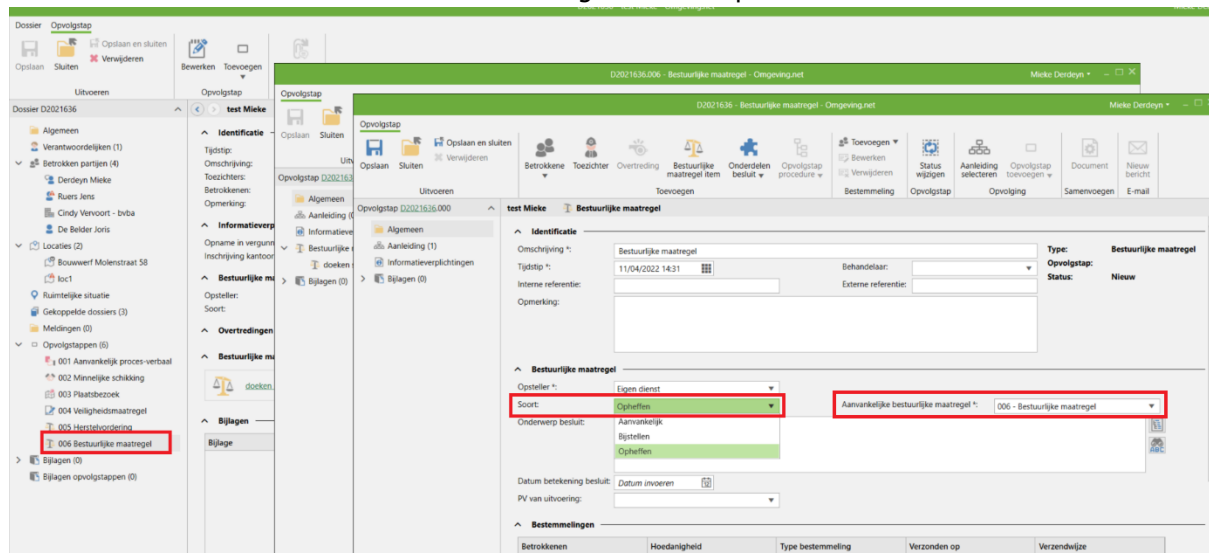 Dossier Opvolgstap
Opslaan Sluiten Opslaan en sluiten Verwijderen Bewerken Toevoegen
Uitvoeren Opvolgstap
Dossier D2021636 test Mieke
Algemeen
Verantwoordelijken (1)
Betrokken partijen (4)
Derdeyn Mieke
Ruers Jens
Cindy Vervoort - bvba
De Belder Joris
Locaties (2)
Bouwwerf Molenstraat 58
loc1
Ruimtelijke situatie
Gekoppelde dossiers (3)
Meldingen (0)
Opvolgstappen (6)
001 Aanvankelijk proces-verbaal
002 Minnelijke schikking
003 Plaatsbezoek
004 Veiligheidsmaatregel
005 Herstelvordering
006 Bestuurlijke maatregel
Bijlagen (0)
Bijlagen opvolgstappen (0)
Identificatie
Tijdstip:
Omschrijving:
Toezichters:
Betrokkenen:
Opmerking:
Informatieverp
Opname in vergunn
Inschrijving kantoor
Bestuurlijke ma
Opsteller:
Soort:
Overtredingen
Bestuurlijke ma
doeken
Bijlagen
Bijlage
D2021636.006 - Bestuurlijke maatregel - Omgeving.net Mieke Derdeyn
Opvolgstap
Opslaan Sluiten
Uitv
Opvolgstap D202163
Algemeen
Aanleiding (
Informatieve
Bestuurlijke
doeken
Bijlagen (0)
D2021636 - Bestuurlijke maatregel - Omgeving.net Mieke Derdeyn
Opvolgstap
Opslaan Sluiten Opslaan en sluiten Verwijderen Betrokkene Toezichter Overtreding Bestuurlijke maatregel item Onderdelen besluit Opvolgstap procedure Toevoegen Bewerken Verwijderen Status wijzigen Aanleiding selecteren Opvolgstap toevoegen Document Nieuw bericht
Uitvoeren Toevoegen Bestemmeling Opvolgstap Opvolging Samenvoegen E-mail
Opvolgstap D2021636.000 test Mieke Bestuurlijke maatregel
Algemeen
Aanleiding (1)
Informatieverplichtingen
Bijlagen (0)
Identificatie
Omschrijving *: Bestuurlijke maatregel Type: Bestuurlijke maatregel
Tijdstip *: 11/04/2022 14:31 Behandelaar: Opvolgstap:
Interne referentie: Externe referentie: Status: Nieuw
Opmerking:
Bestuurlijke maatregel
Opsteller *: Eigen dienst
Soort: Opheffen Aanvankelijke bestuurlijke maatregel *: 006 - Bestuurlijke maatregel
Onderwerp besluit: Aanvankelijk
Bijstellen
Opheffen
Datum betekening besluit: Datum invoeren
PV van uitvoering:
Bestemmelingen
Betrokkenen Hoedanigheid Type bestemmeling Verzonden op Verzendwijze